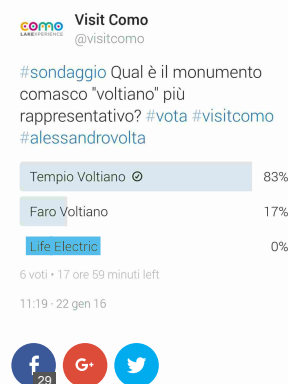 como
LAKEXPERIENCE
Visit Como
@visitcomo
#sondaggio Qual è il monumento
comasco "voltiano" più
rappresentativo? #vota #visitcomo
#alessandrovolta
Tempio Voltiano 83%
Faro Voltiano 17%
Life Electric 0%
6 voti • 17 ore 59 minuti left
11:19 · 22 gen 16
f
G+
29